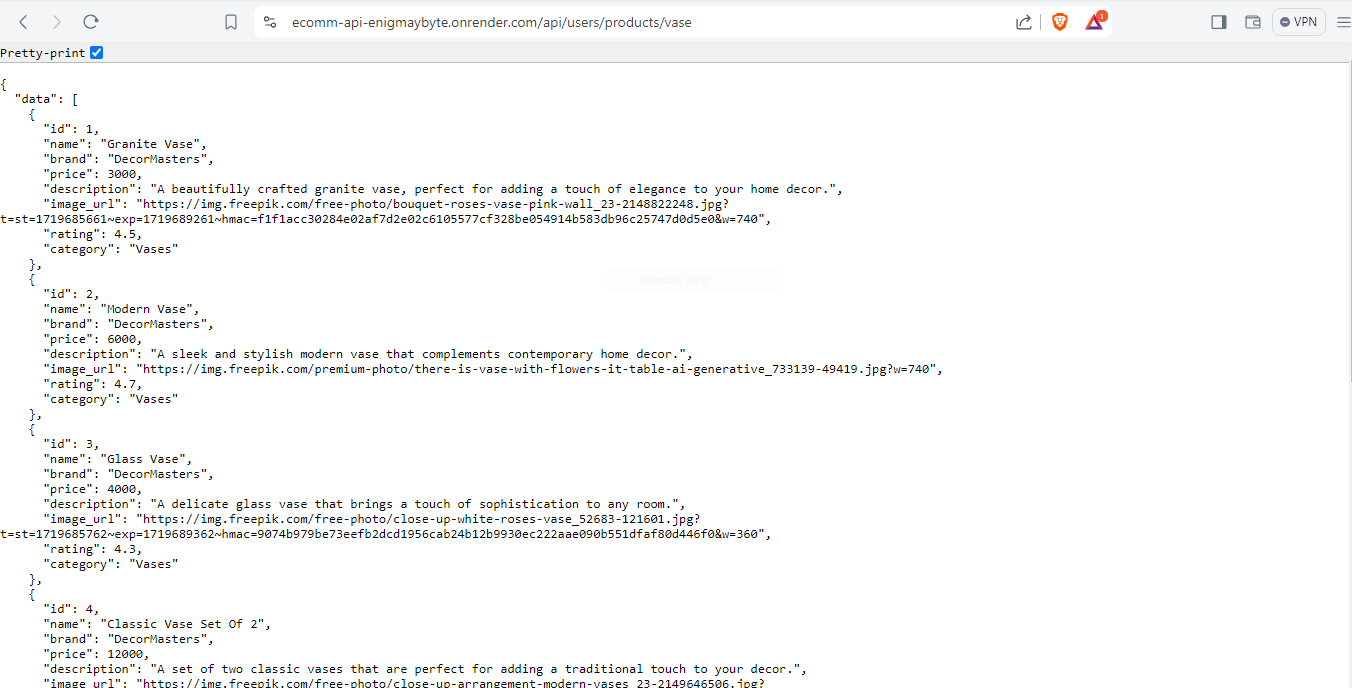 ecomm-api-enigmaybyte.onrender.com/api/users/products/vase
1
VPN
Pretty-print
{
"data": [
{
"id": 1,
"name": "Granite Vase",
"brand": "DecorMasters",
"price": 3000,
"description": "A beautifully crafted granite vase, perfect for adding a touch of elegance to your home decor.",
"image_url": "https://img.freepik.com/free-photo/bouquet-roses-vase-pink-wall_23-2148822248.jpg?
t=st=1719685661~exp=1719689261~hmac=f1f1acc30284e02af7d2e02c6105577cf328be054914b583db96c25747d0d5e0&w=740",
"rating": 4.5,
"category": "Vases"
},
{
"id": 2,
"name": "Modern Vase",
"brand": "DecorMasters",
"price": 6000,
"description": "A sleek and stylish modern vase that complements contemporary home decor.",
"image_url": "https://img.freepik.com/premium-photo/there-is-vase-with-flowers-it-table-ai-generative_733139-49419.jpg?w=740",
"rating": 4.7,
"category": "Vases"
},
{
"id": 3,
"name": "Glass Vase",
"brand": "DecorMasters",
"price": 4000,
"description": "A delicate glass vase that brings a touch of sophistication to any room.",
"image_url": "https://img.freepik.com/free-photo/close-up-white-roses-vase_52683-121601.jpg?
t=st=1719685762~exp=1719689362~hmac=9074b979be73eefb2dcd1956cab24b12b9930ec222aae090b551dfaf80d446f0&w=360",
"rating": 4.3,
"category": "Vases"
},
{
"id": 4,
"name": "Classic Vase Set Of 2",
"brand": "DecorMasters",
"price": 12000,
"description": "A set of two classic vases that are perfect for adding a traditional touch to your decor.",
"image_url": "https://img.freepik.com/free-photo/close-up-arrangement-modern-vases_23-2149646506.jpg?